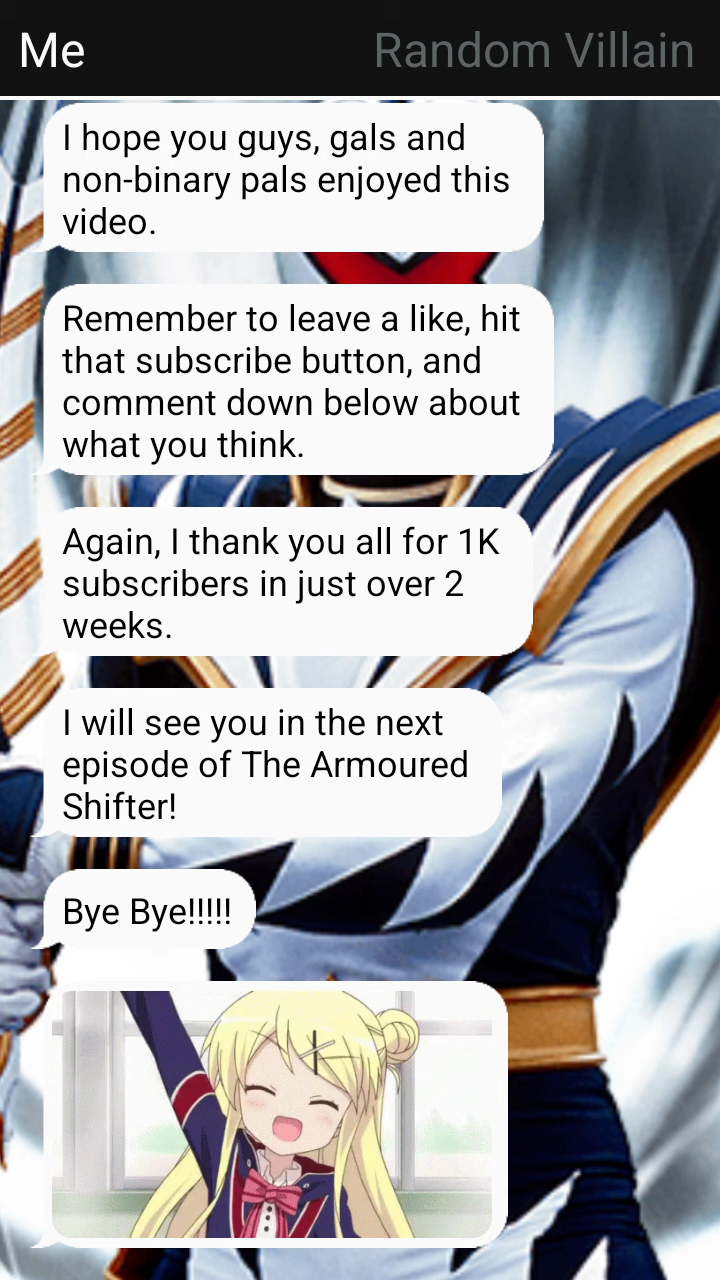 Me
Random Villain
I hope you guys, gals and
non-binary pals enjoyed this
video.
Remember to leave a like, hit
that subscribe button, and
comment down below about
what you think.
Again, I thank you all for 1K
subscribers in just over 2
weeks.
I will see you in the next
episode of The Armoured
Shifter!
Bye Bye!!!!!